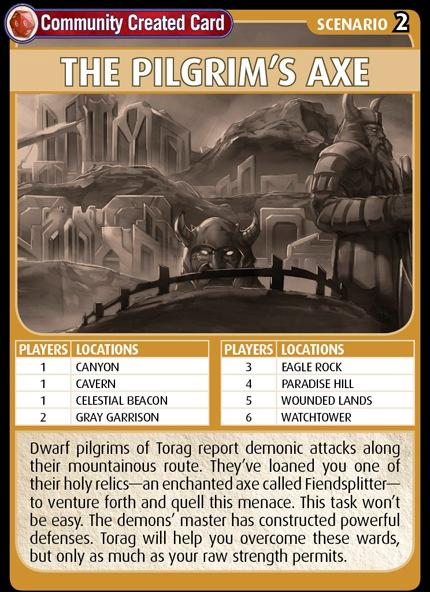 Community Created Card
SCENARIO 2
THE PILGRIM'S AXE
PLAYERS LOCATIONS
1 CANYON
1 CAVERN
1 CELESTIAL BEACON
2 GRAY GARRISON
PLAYERS LOCATIONS
3 EAGLE ROCK
4 PARADISE HILL
5 WOUNDED LANDS
6 WATCHTOWER
Dwarf pilgrims of Torag report demonic attacks along
their mountainous route. They've loaned you one of
their holy relics—an enchanted axe called Fiendsplitter—
to venture forth and quell this menace. This task won't
be easy. The demons' master has constructed powerful
defenses. Torag will help you overcome these wards,
but only as much as your raw strength permits.